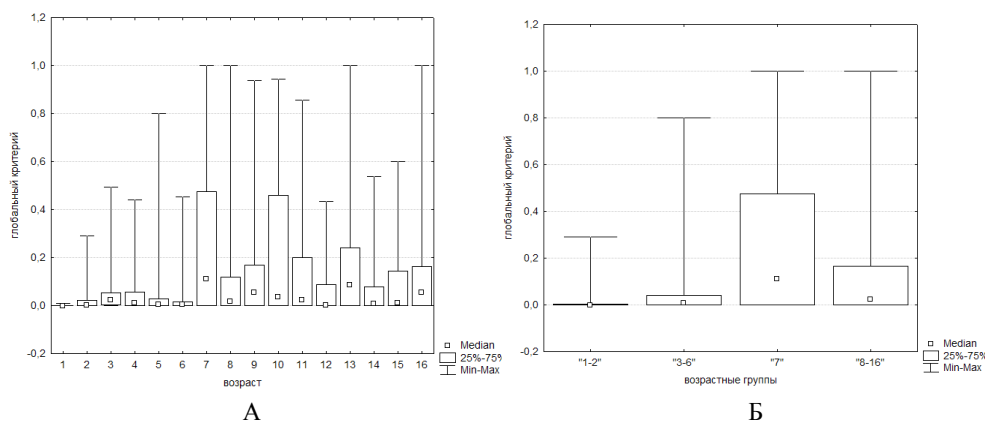 1,2
1,0
0,8
0,6
0,4
0,2
0,0
-0,2
глобальный критерий
1 2 3 4 5 6 7 8 9 10 11 12 13 14 15 16
возраст
Median
25%-75%
Min-Max
А
1,2
1,0
0,8
0,6
0,4
0,2
0,0
-0,2
глобальный критерий
"1-2" "3-6" "7" "8-16"
возрастные группы
Median
25%-75%
Min-Max
Б